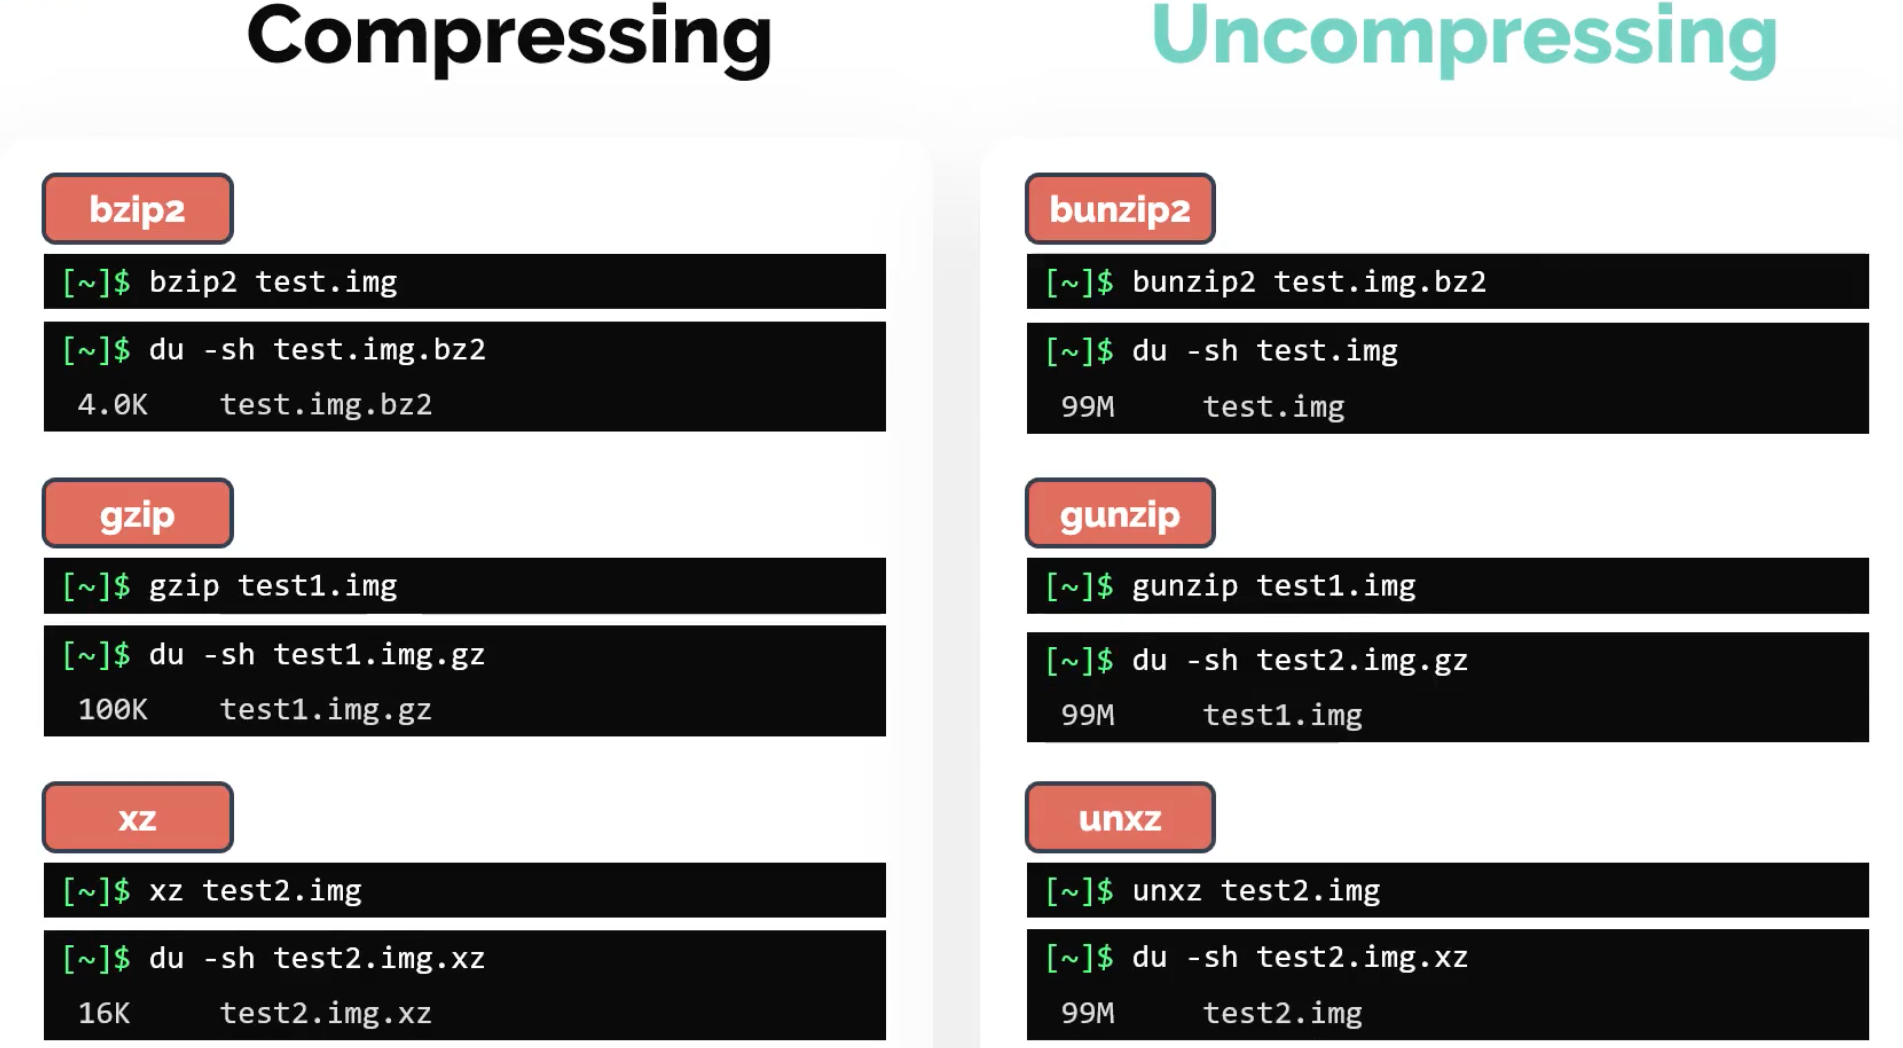 Compressing
bzip2
[~]$ bzip2 test.img
[~]$ du -sh test.img.bz2
4.0K test.img.bz2
gzip
[~]$ gzip test1.img
[~]$ du -sh test1.img.gz
100K test1.img.gz
xz
[~]$ xz test2.img
[~]$ du -sh test2.img.xz
16K test2.img.xz
Uncompressing
bunzip2
[~]$ bunzip2 test.img.bz2
[~]$ du -sh test.img
99M test.img
gunzip
[~]$ gunzip test1.img
[~]$ du -sh test2.img.gz
99M test1.img
unxz
[~]$ unxz test2.img
[~]$ du -sh test2.img.xz
99M test2.img